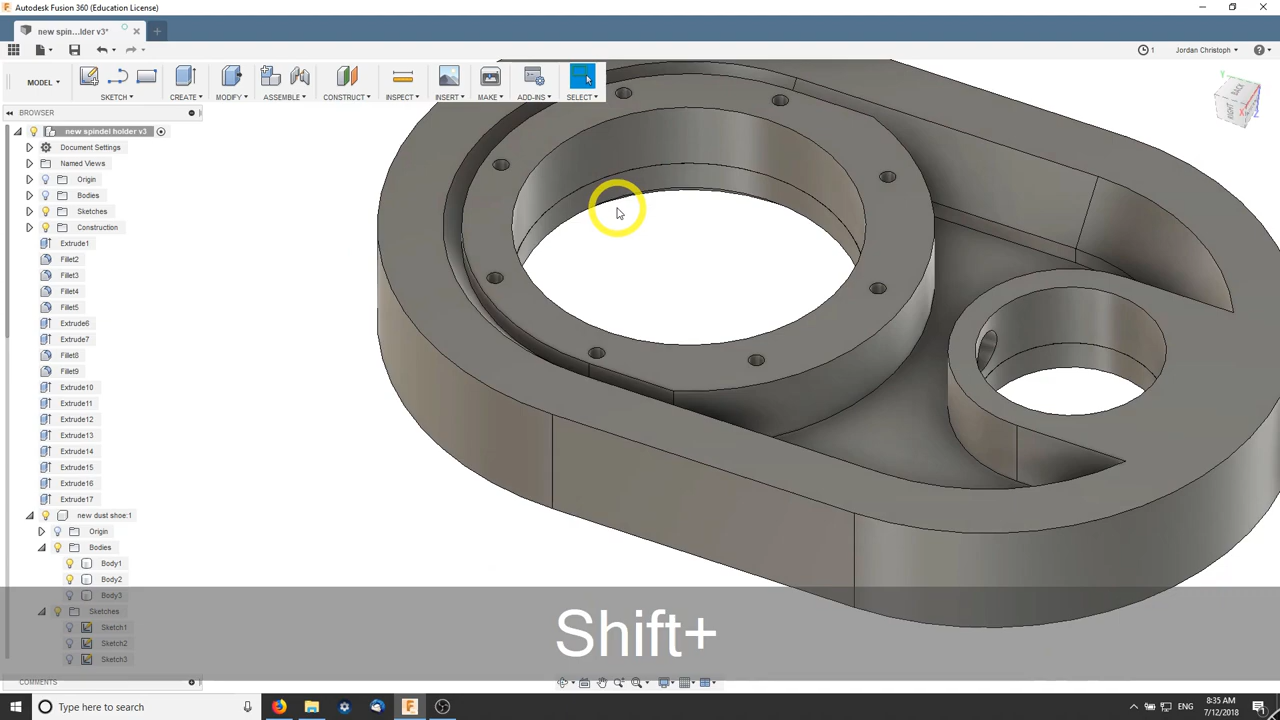 Autodesk Fusion 360 (Education License)
new spin...lder v3*
1
Jordan Christoph
MODEL
SKETCH
CREATE
MODIFY
ASSEMBLE
CONSTRUCT
INSPECT
INSERT
MAKE
ADD-INS
SELECT
BROWSER
new spindel holder v3
Document Settings
Named Views
Origin
Bodies
Sketches
Construction
Extrude1
Fillet2
Fillet3
Fillet4
Fillet5
Extrude6
Extrude7
Fillet8
Fillet9
Extrude10
Extrude11
Extrude12
Extrude13
Extrude14
Extrude15
Extrude16
Extrude17
new dust shoe:1
Origin
Bodies
Body1
Body2
Body3
Sketches
Sketch1
Sketch2
Sketch3
COMMENTS
Y
BACK
RIGHT
X
Z
Shift+
Type here to search
ENG
8:35 AM
7/12/2018